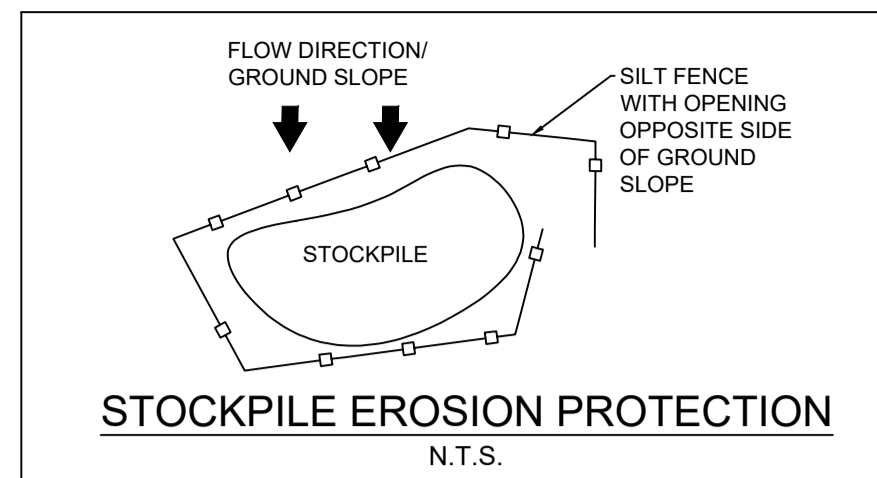 FLOW DIRECTION/
GROUND SLOPE
SILT FENCE
WITH OPENING
OPPOSITE SIDE
OF GROUND
SLOPE
STOCKPILE
STOCKPILE EROSION PROTECTION
N.T.S.